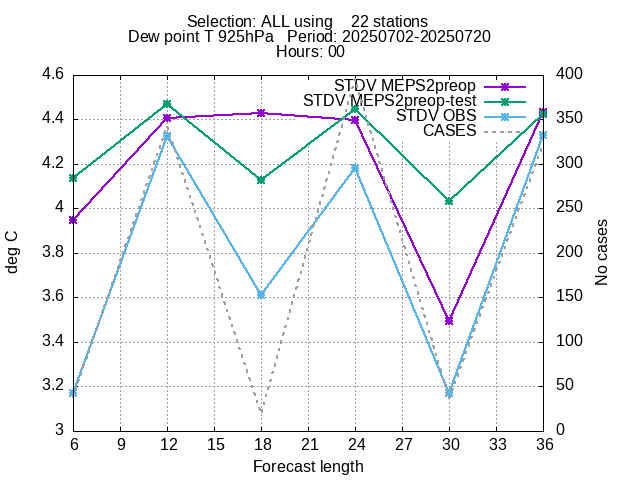 Selection: ALL using    22 stations
Dew point T 925hPa   Period: 20250702-20250720
Hours: 00
STDV MEPS2preop
STDV MEPS2preop-test
STDV OBS
CASES
4.6
4.4
4.2
4
3.8
3.6
3.4
3.2
3
deg C
400
350
300
250
200
150
100
50
0
No cases
6 9 12 15 18 21 24 27 30 33 36
Forecast length